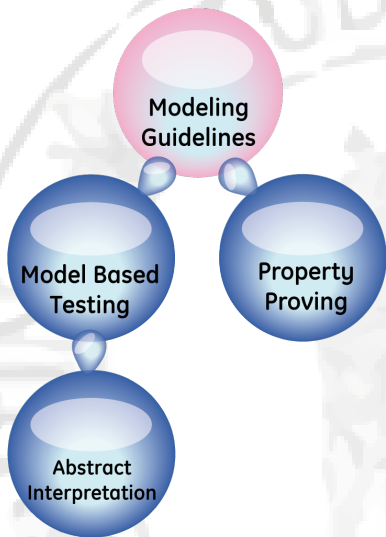 Modeling
Guidelines
Model Based
Testing
Property
Proving
Abstract
Interpretation